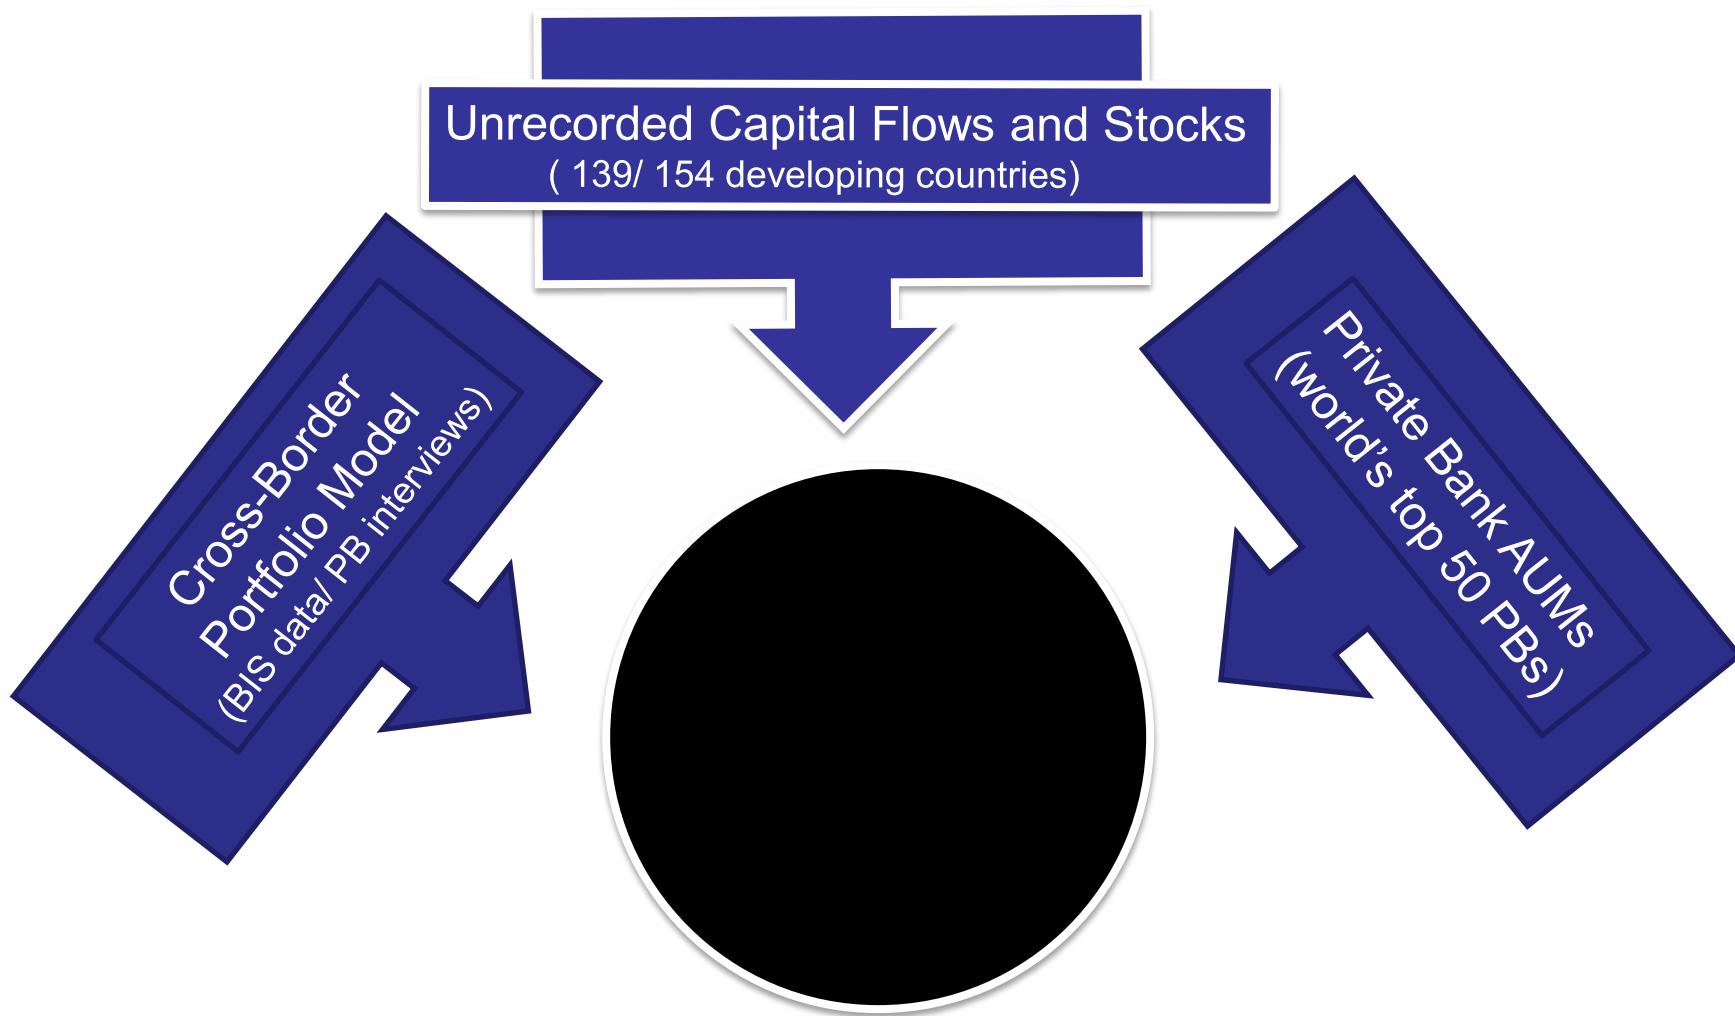 Unrecorded Capital Flows and Stocks
( 139/ 154 developing countries)
Cross-Border
Portfolio Model
(BIS data/ PB interviews)
Private Bank AUMs
(world’s top 50 PBs)